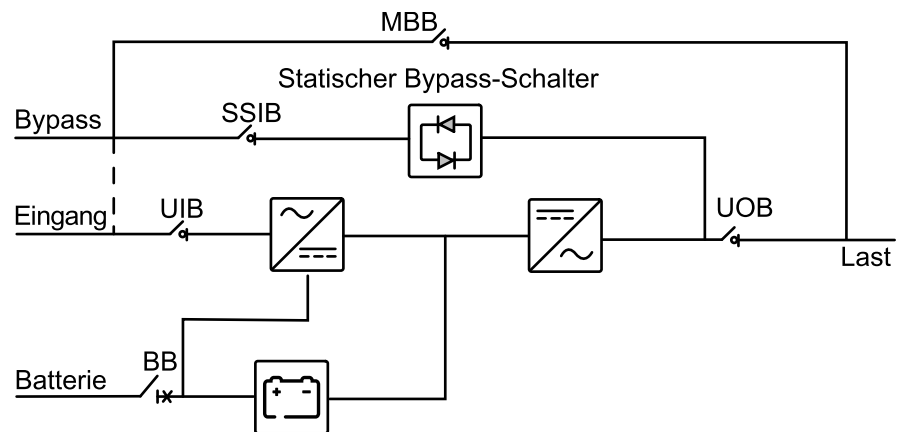 MBB
Statischer Bypass-Schalter
Bypass
SSIB
Eingang
UIB
UOB
Last
Batterie
BB